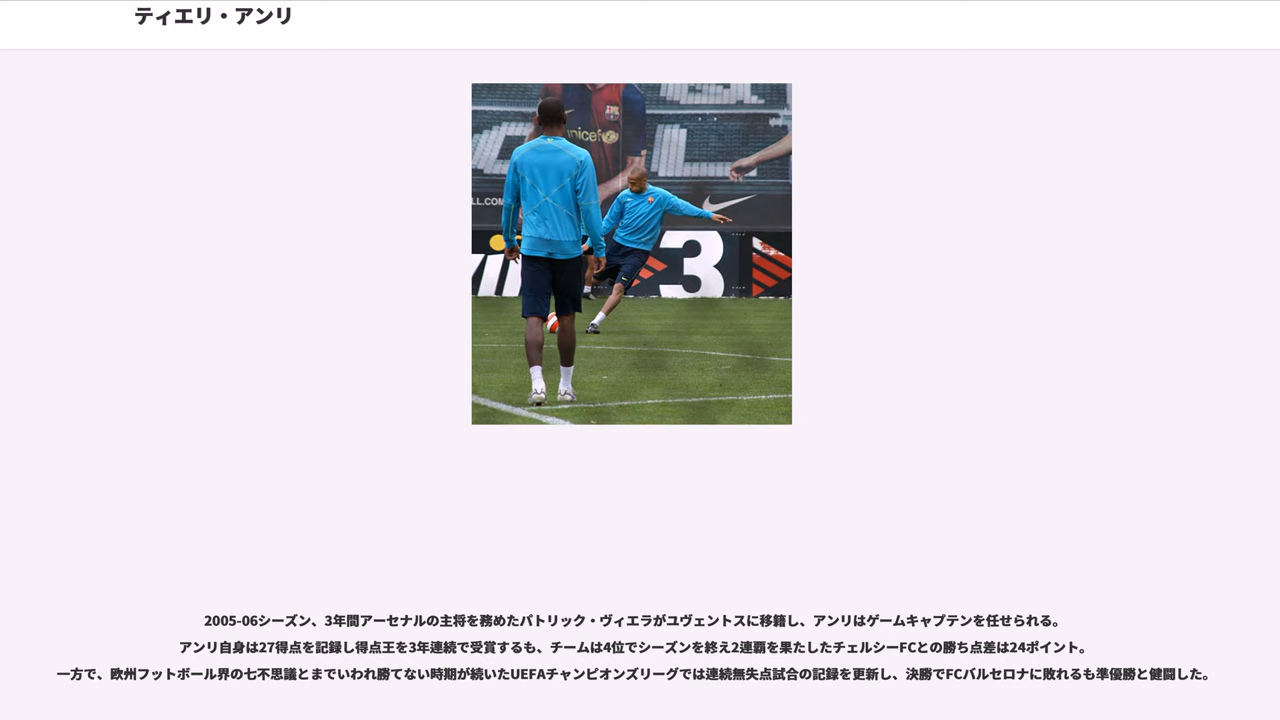 ティエリ・アンリ
unicef
LL.COM
3
2005-06シーズン、3年間アーセナルの主将を務めたパトリック・ヴィエラがユヴェントスに移籍し、アンリはゲームキャプテンを任せられる。
アンリ自身は27得点を記録し得点王を3年連続で受賞するも、チームは4位でシーズンを終え2連覇を果たしたチェルシーFCとの勝ち点差は24ポイント。
一方で、欧州フットボール界の七不思議とまでいわれ勝てない時期が続いたUEFAチャンピオンズリーグでは連続無失点試合の記録を更新し、決勝でFCバルセロナに敗れるも準優勝と健闘した。